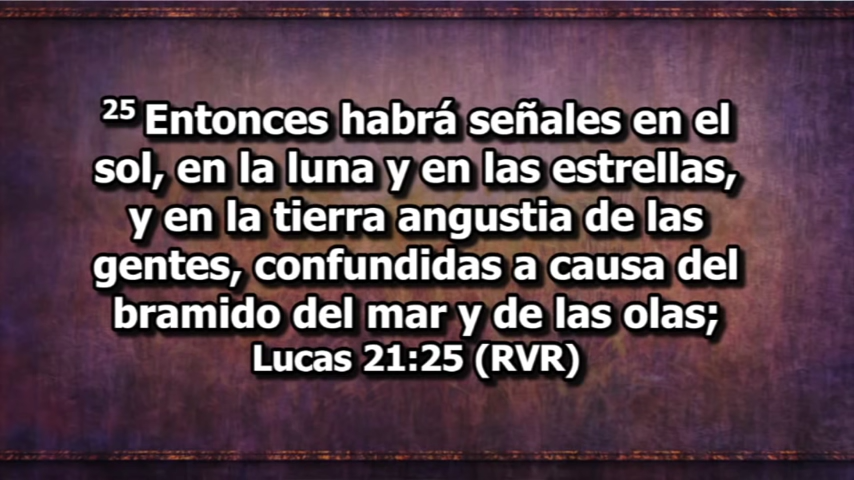 25 Entonces habrá señales en el
sol, en la luna y en las estrellas,
y en la tierra angustia de las
gentes, confundidas a causa del
bramido del mar y de las olas;
Lucas 21:25 (RVR)